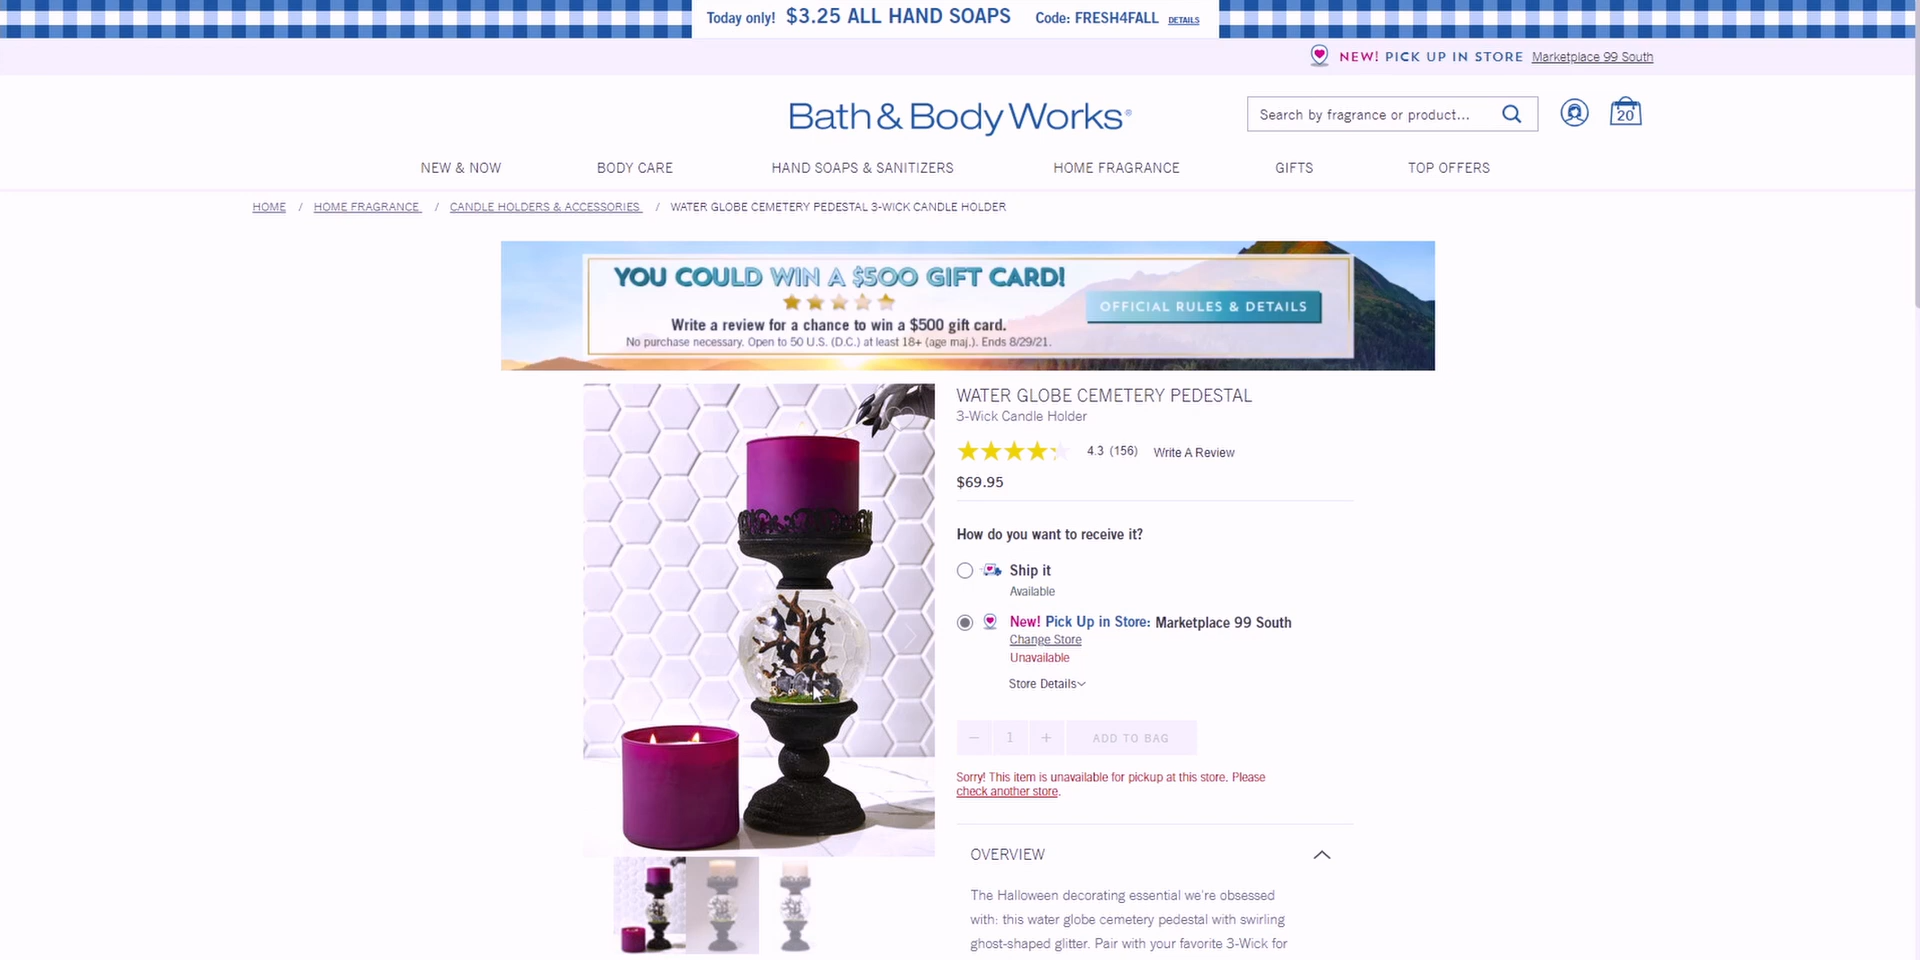 Today only! $3.25 ALL HAND SOAPS Code: FRESH4FALL DETAILS
NEW! PICK UP IN STORE Marketplace 99 South
Bath & Body Works®
Search by fragrance or product...
20
NEW & NOW BODY CARE HAND SOAPS & SANITIZERS HOME FRAGRANCE GIFTS TOP OFFERS
HOME / HOME FRAGRANCE / CANDLE HOLDERS & ACCESSORIES / WATER GLOBE CEMETERY PEDESTAL 3-WICK CANDLE HOLDER
YOU COULD WIN A $500 GIFT CARD!
Write a review for a chance to win a $500 gift card.
No purchase necessary. Open to 50 U.S. (D.C.) at least 18+ (age maj.). Ends 8/29/21.
OFFICIAL RULES & DETAILS
WATER GLOBE CEMETERY PEDESTAL
3-Wick Candle Holder
4.3 (156) Write A Review
$69.95
How do you want to receive it?
Ship it
Available
New! Pick Up in Store: Marketplace 99 South
Change Store
Unavailable
Store Details
− 1 + ADD TO BAG
Sorry! This item is unavailable for pickup at this store. Please
check another store.
OVERVIEW
The Halloween decorating essential we're obsessed
with: this water globe cemetery pedestal with swirling
ghost-shaped glitter. Pair with your favorite 3-Wick for